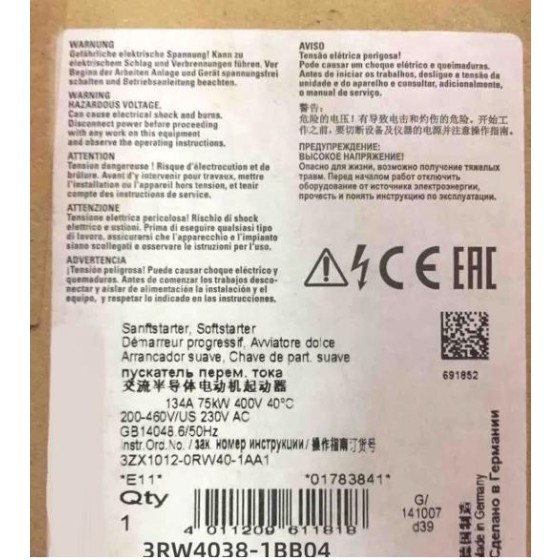 WARNUNG
Gefährliche elektrische Spannung! Kann zu
elektrischem Schlag und Verbrennungen führen. Vor
Beginn der Arbeiten Anlage und Gerät spannungsfrei
schalten und Betriebsanleitung beachten.
WARNING
HAZARDOUS VOLTAGE.
Can cause electrical shock and burns.
Disconnect power before proceeding
with any work on this equipment
and observe the operating instructions.
ATTENTION
Tension dangereuse ! Risque d'électrocution et de
brûlure. Avant d'y intervenir pour travaux, mettre
l'installation ou l'appareil hors tension, et tenir
compte des instructions de service.
ATTENZIONE
Tensione elettrica pericolosa! Rischio di shock
elettrico e ustioni. Prima di eseguire qualsiasi tipo
di lavoro, assicurarsi che l'apparecchio e l'impianto
siano scollegati e osservare le istruzioni per l'uso.
ADVERTENCIA
¡Tensión peligrosa! Puede causar choque eléctrico y
quemaduras. Antes de comenzar los trabajos desco-
nectar y aislar de alimentación la instalación y el
equipo, y respetar lo indicado en las instrucciones.
AVISO
Tensão elétrica perigosa!
Pode causar um choque elétrico e queimaduras.
Antes de iniciar os trabalhos, desligue a tensão da
unidade e do aparelho e consultar, adicionalmente,
o manual de serviço.
警告:
危险的电压! 有导致电击和灼伤的危险。开始工
作之前, 要切断设备及仪器的电源并注意操作指南。
ПРЕДУПРЕЖДЕНИЕ:
ВЫСОКОЕ НАПРЯЖЕНИЕ!
Опасно для жизни, возможно получение тяжелых
травм. Перед началом работ отключить
оборудование от источника электроэнергии,
прочесть и понять инструкцию по эксплуатации.
CE EAC
Sanftstarter, Softstarter
Démarreur progressif, Avviatore dolce
Arrancador suave, Chave de part. suave
пускатель перем. тока
交流半导体电动机起动器
691852
134A 75kW 400V 40°C
200-460V/US 230V AC
GB14048.6/50Hz
Instr.Ord.No. / зак. номер инструкции / 操作指南订货号
3ZX1012-0RW40-1AA1
*E11* *01783841*
Qty
1
4 011209 611818
G/
141007
d39
3RW4038-1BB04
德国制造
Made in Germany
Сделано в Германии